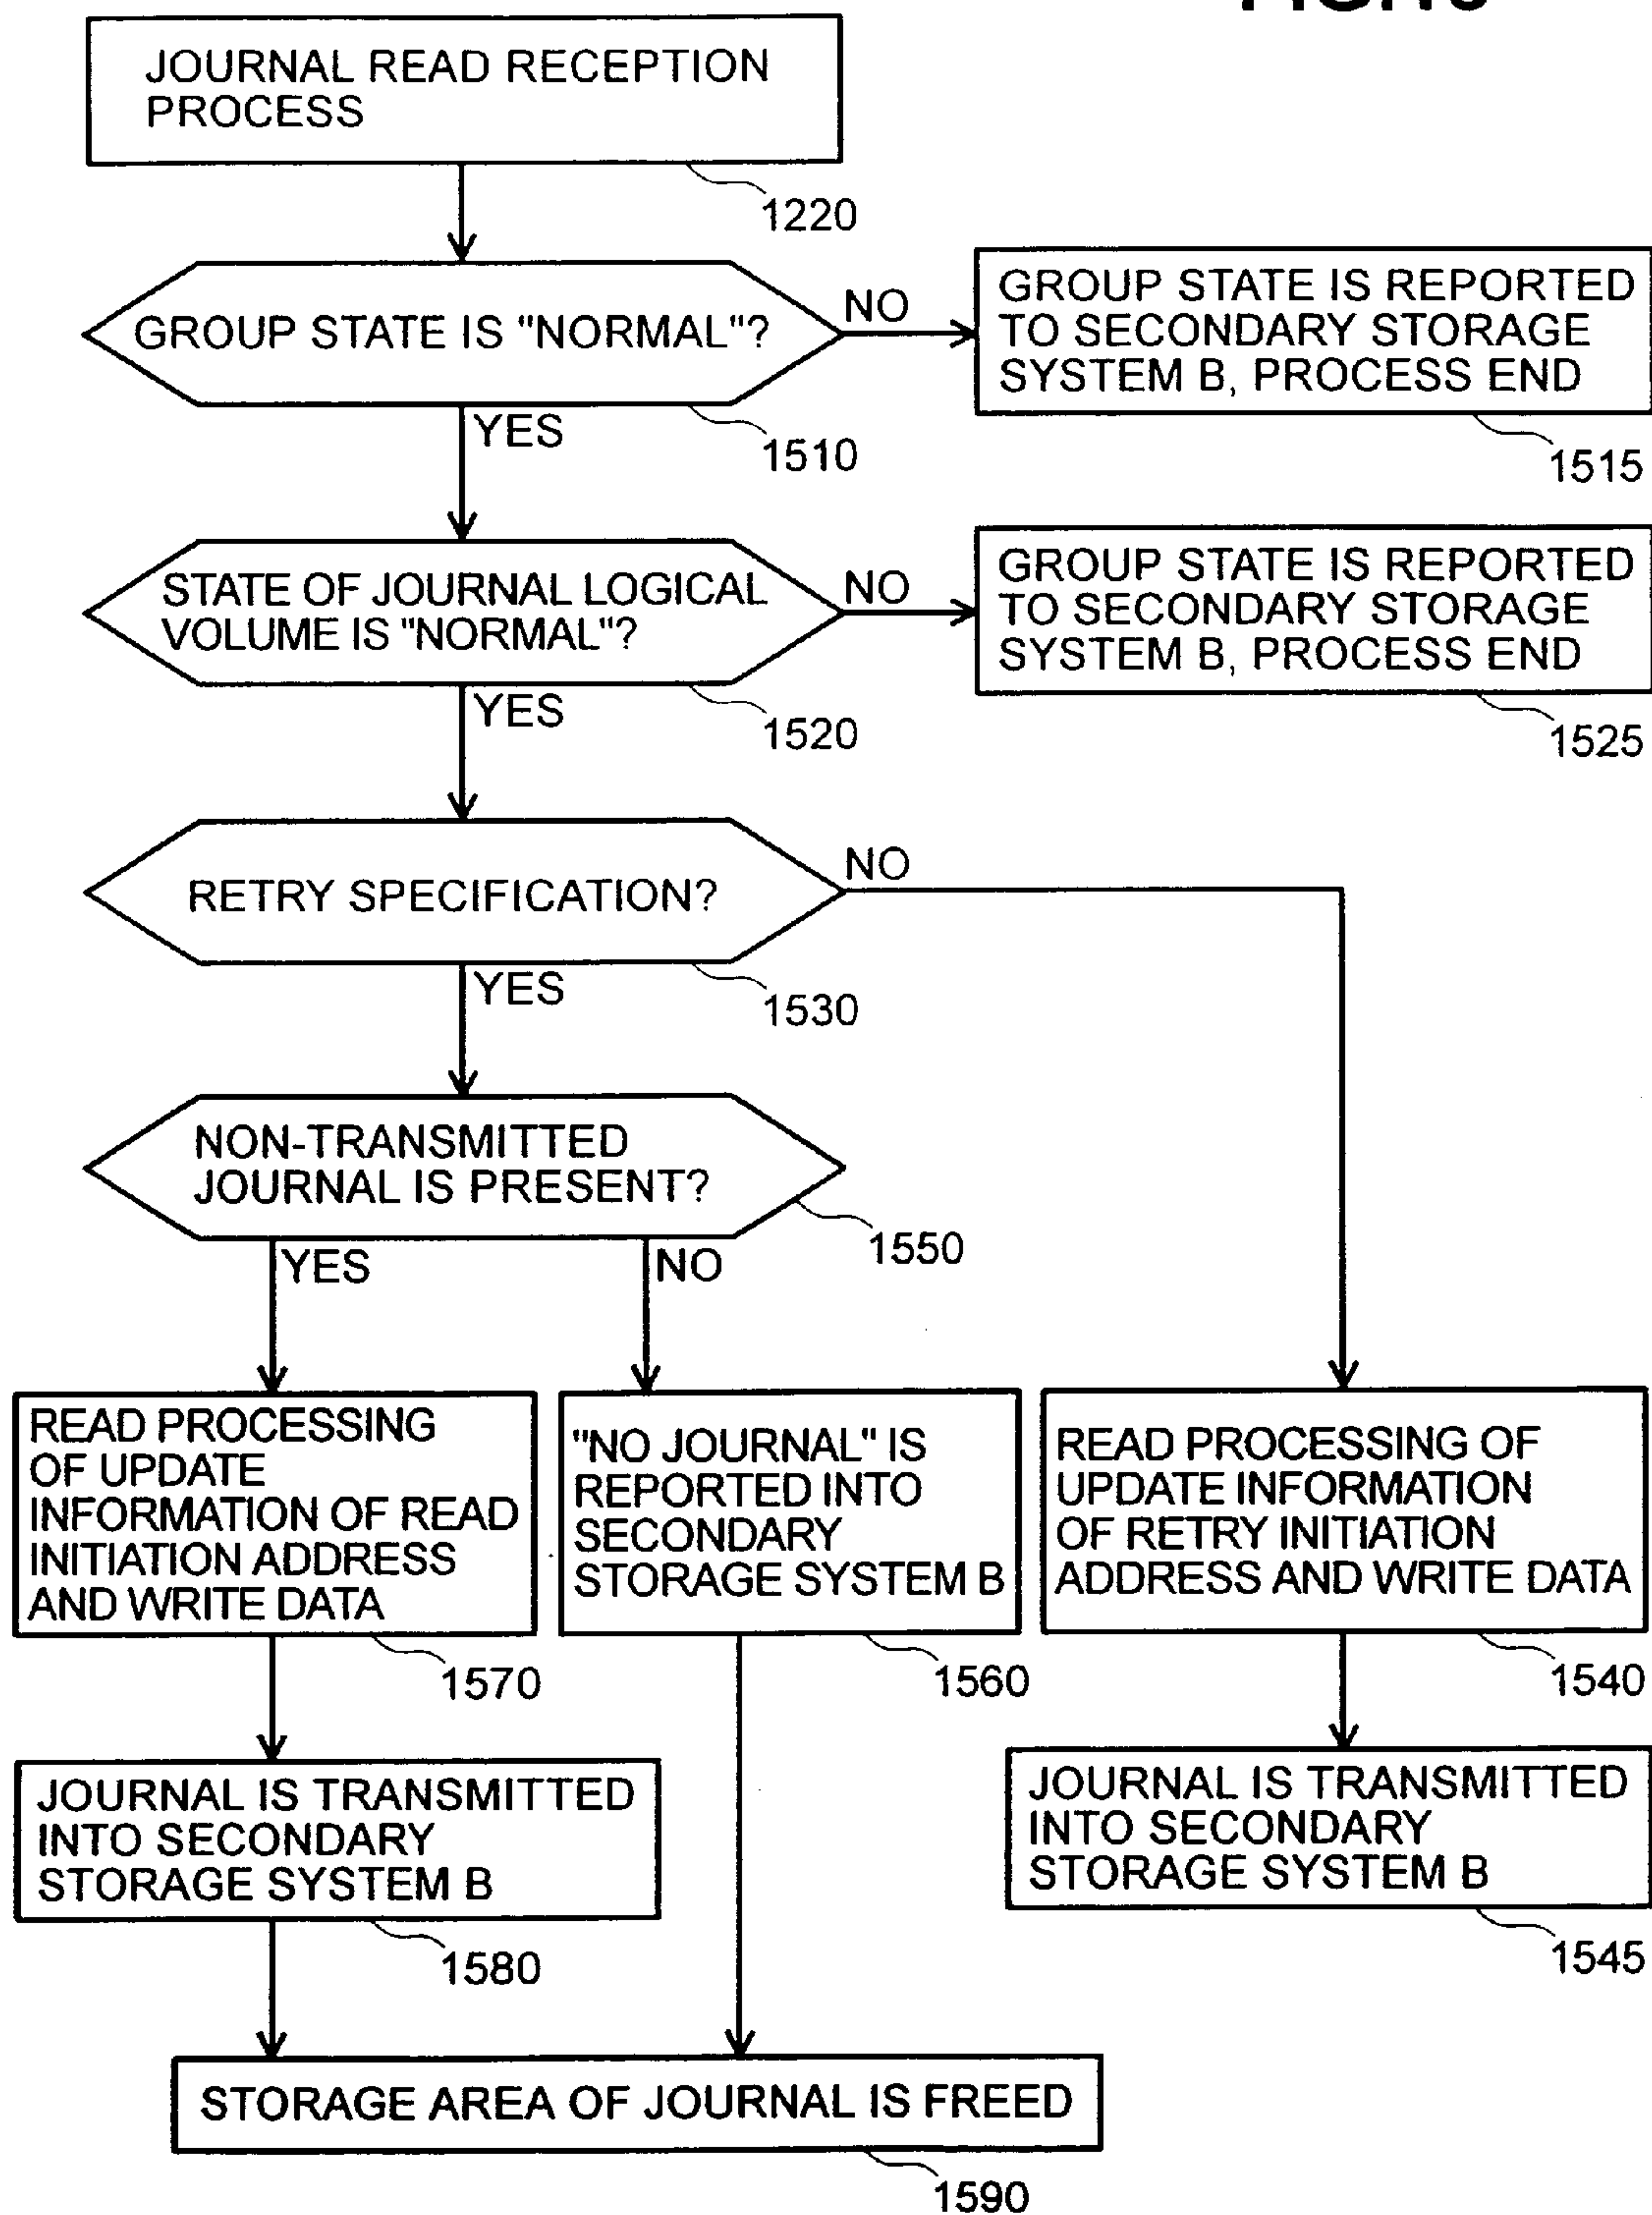 JOURNAL READ RECEPTION
PROCESS
1220
GROUP STATE IS "NORMAL"?
NO
GROUP STATE IS REPORTED
TO SECONDARY STORAGE
SYSTEM B, PROCESS END
YES
1510
1515
STATE OF JOURNAL LOGICAL
VOLUME IS "NORMAL"?
NO
GROUP STATE IS REPORTED
TO SECONDARY STORAGE
SYSTEM B, PROCESS END
YES
1520
1525
RETRY SPECIFICATION?
NO
YES
1530
NON-TRANSMITTED
JOURNAL IS PRESENT?
1550
YES
NO
READ PROCESSING
OF UPDATE
INFORMATION OF READ
INITIATION ADDRESS
AND WRITE DATA
1570
"NO JOURNAL" IS
REPORTED INTO
SECONDARY
STORAGE SYSTEM B
1560
READ PROCESSING OF
UPDATE INFORMATION
OF RETRY INITIATION
ADDRESS AND WRITE DATA
1540
JOURNAL IS TRANSMITTED
INTO SECONDARY
STORAGE SYSTEM B
1580
JOURNAL IS TRANSMITTED
INTO SECONDARY
STORAGE SYSTEM B
1545
STORAGE AREA OF JOURNAL IS FREED
1590